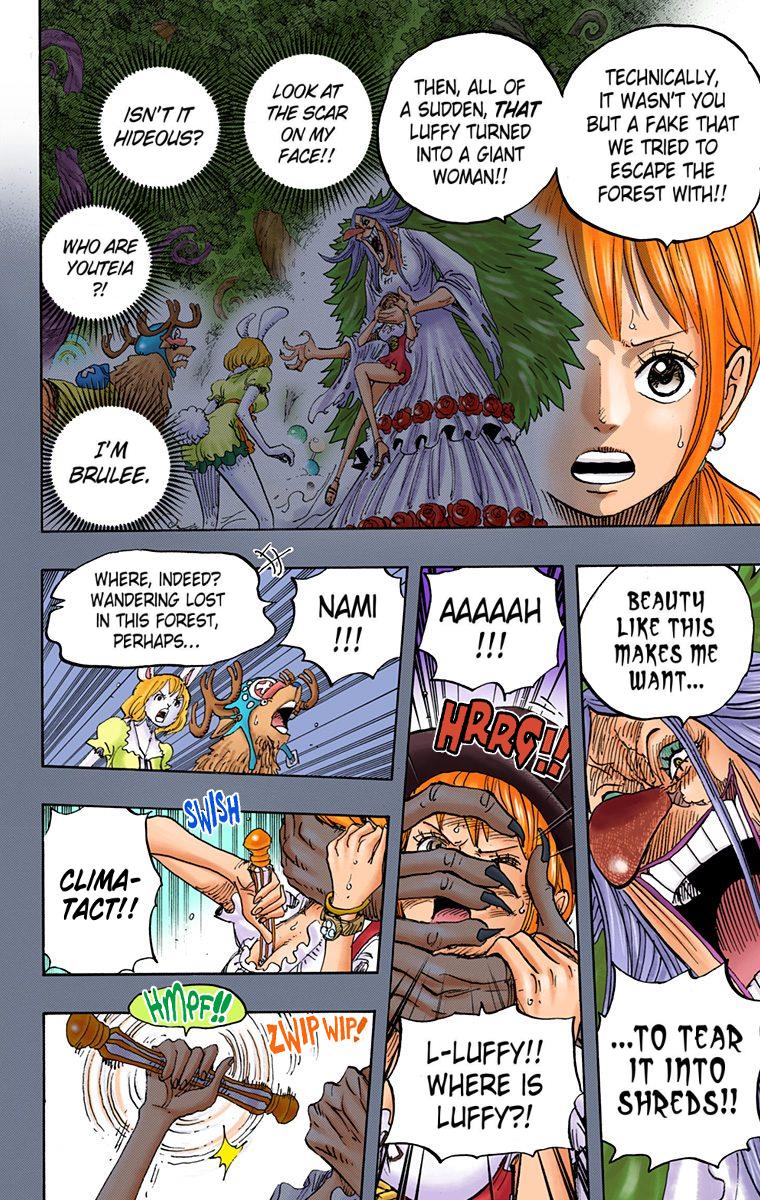 TECHNICALLY,
IT WASN'T YOU
BUT A FAKE THAT
WE TRIED TO
ESCAPE THE
FOREST WITH!!
THEN, ALL OF
A SUDDEN, THAT
LUFFY TURNED
INTO A GIANT
WOMAN!!
LOOK AT
THE SCAR
ON MY
FACE!!
ISN'T IT
HIDEOUS?
WHO ARE
YOUTEIA
?!
I'M
BRULEE.
BEAUTY
LIKE THIS
MAKES ME
WANT...
...TO TEAR
IT INTO
SHREDS!!
AAAAAH
!!!
HRRG!!
L-LUFFY!!
WHERE IS
LUFFY?!
NAMI
!!!
WHERE, INDEED?
WANDERING LOST
IN THIS FOREST,
PERHAPS...
SWISH
CLIMA-
TACT!!
HMPF!!
ZWIP WIP!